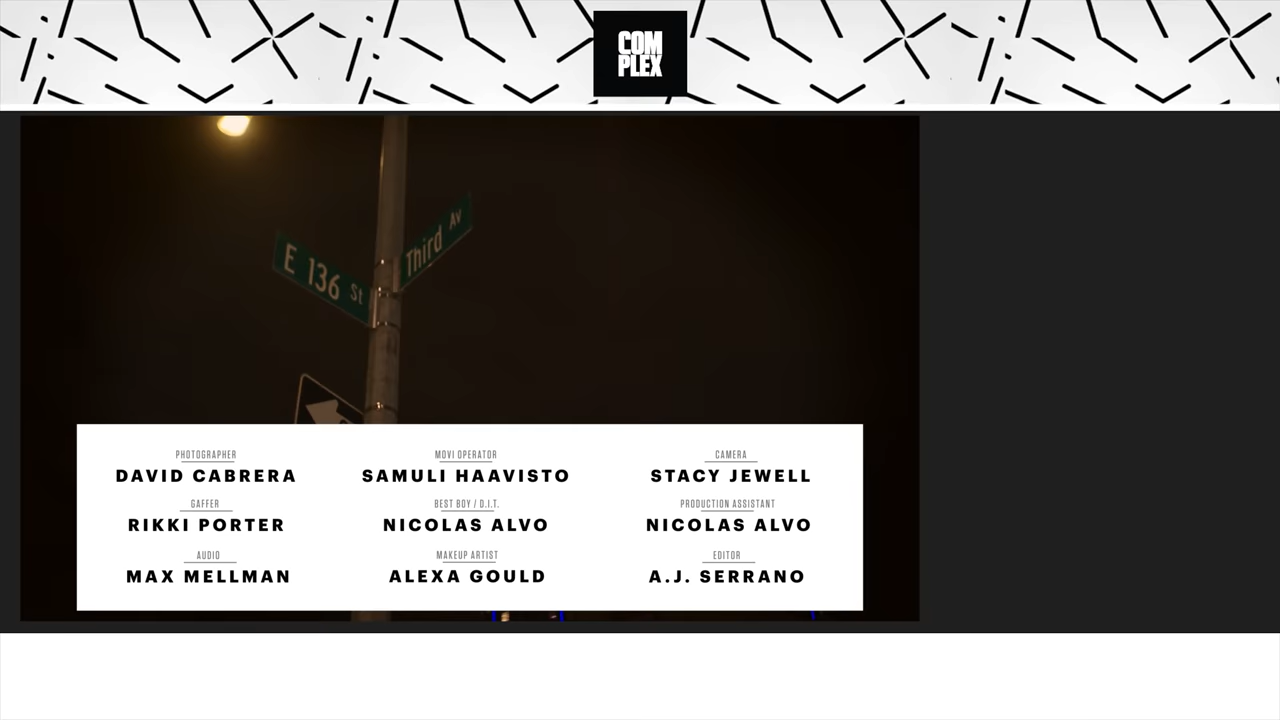 COM
PLEX
E 136 St
Third Av
PHOTOGRAPHER
DAVID CABRERA
MOVI OPERATOR
SAMULI HAAVISTO
CAMERA
STACY JEWELL
GAFFER
RIKKI PORTER
BEST BOY / D.I.T.
NICOLAS ALVO
PRODUCTION ASSISTANT
NICOLAS ALVO
AUDIO
MAX MELLMAN
MAKEUP ARTIST
ALEXA GOULD
EDITOR
A.J. SERRANO